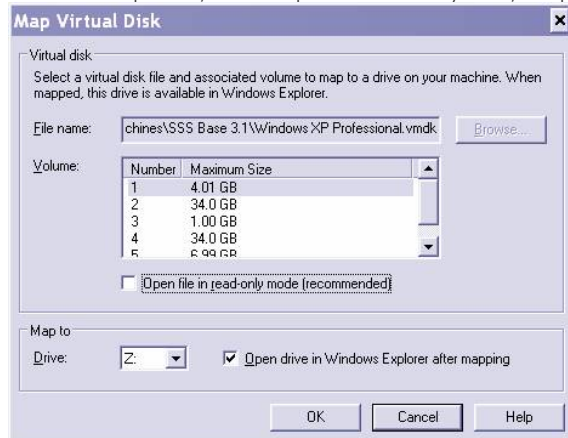 Map Virtual Disk
Virtual disk
Select a virtual disk file and associated volume to map to a drive on your machine. When
mapped, this drive is available in Windows Explorer.
File name: chines\SSS Base 3.1\Windows XP Professional.vmdk Browse...
Volume: Number Maximum Size
1 4.01 GB
2 34.0 GB
3 1.00 GB
4 34.0 GB
5 6.99 GB
Open file in read-only mode (recommended)
Map to
Drive: Z: Open drive in Windows Explorer after mapping
OK Cancel Help